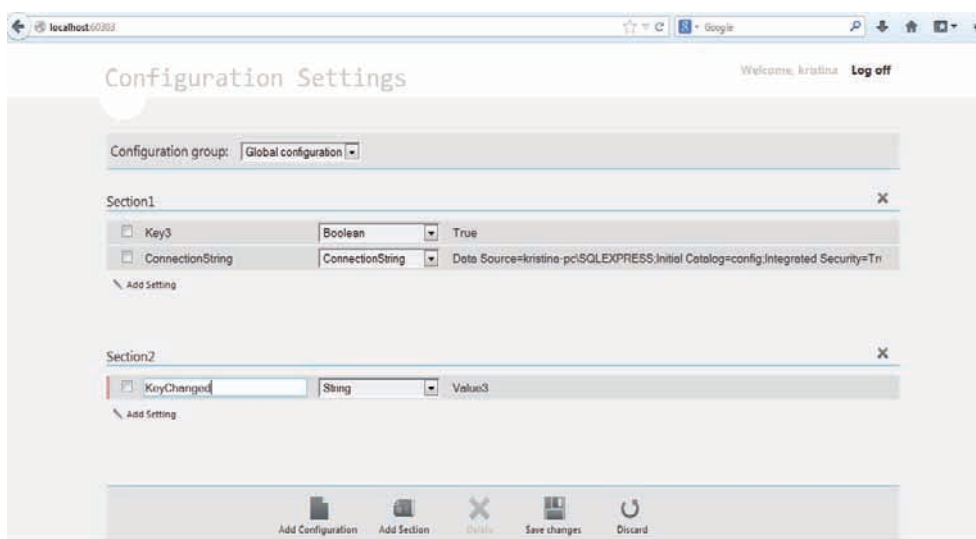 localhost:60303
Google
Configuration Settings
Welcome, kristina Log off
Configuration group: Global configuration
Section1
Key3 Boolean True
ConnectionString ConnectionString Data Source=kristina-pc\SQLEXPRESS;Initial Catalog=config;Integrated Security=Tr
Add Setting
Section2
KeyChanged String Value3
Add Setting
Add Configuration Add Section Delete Save changes Discard